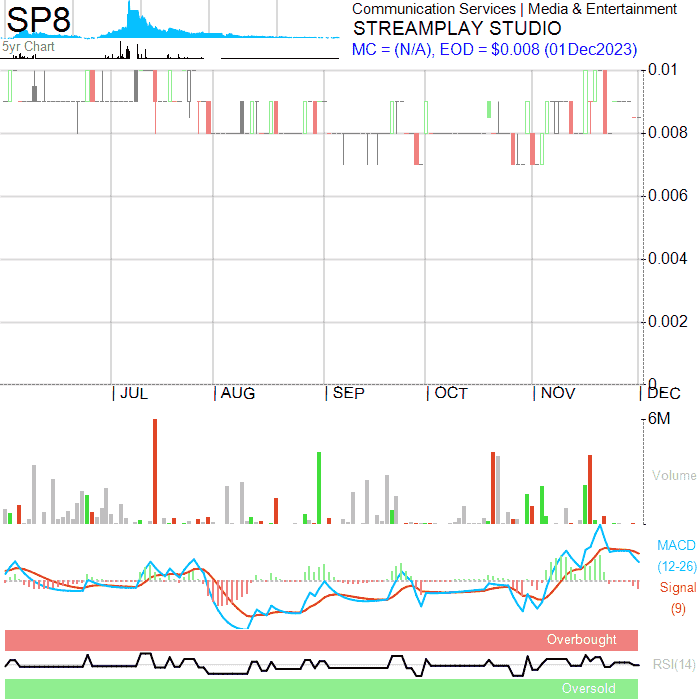 SP8
Communication Services | Media & Entertainment
STREAMPLAY STUDIO
MC = (N/A), EOD = $0.008 (01Dec2023)
5yr Chart
0.01
0.008
0.006
0.004
0.002
0
| JUL | AUG | SEP | OCT | NOV | DEC
6M
Volume
MACD
(12-26)
Signal
(9)
Overbought
RSI(14)
Oversold